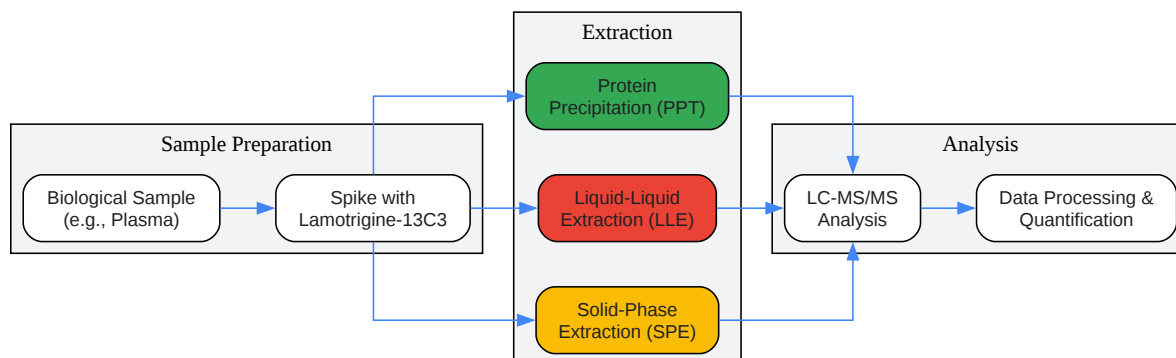 Extraction
Protein
Precipitation (PPT)
Sample Preparation
Biological Sample
(e.g., Plasma)
Spike with
Lamotrigine-13C3
Liquid-Liquid
Extraction (LLE)
Solid-Phase
Extraction (SPE)
Analysis
LC-MS/MS
Analysis
Data Processing &
Quantification